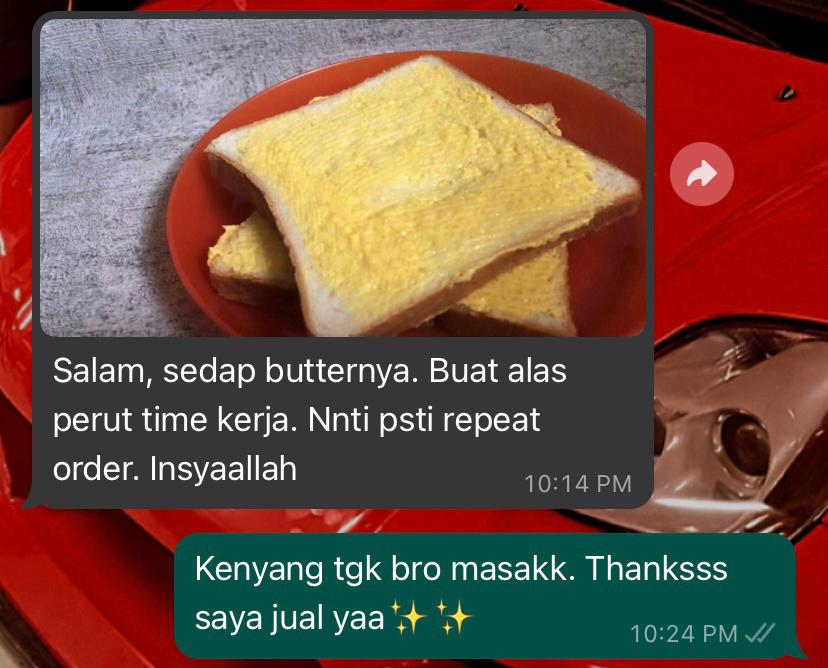 Salam, sedap butternya. Buat alas
perut time kerja. Nnti psti repeat
order. Insyaallah
10:14 PM
Kenyang tgk bro masakk. Thanksss
saya jual yaa✨✨
10:24 PM